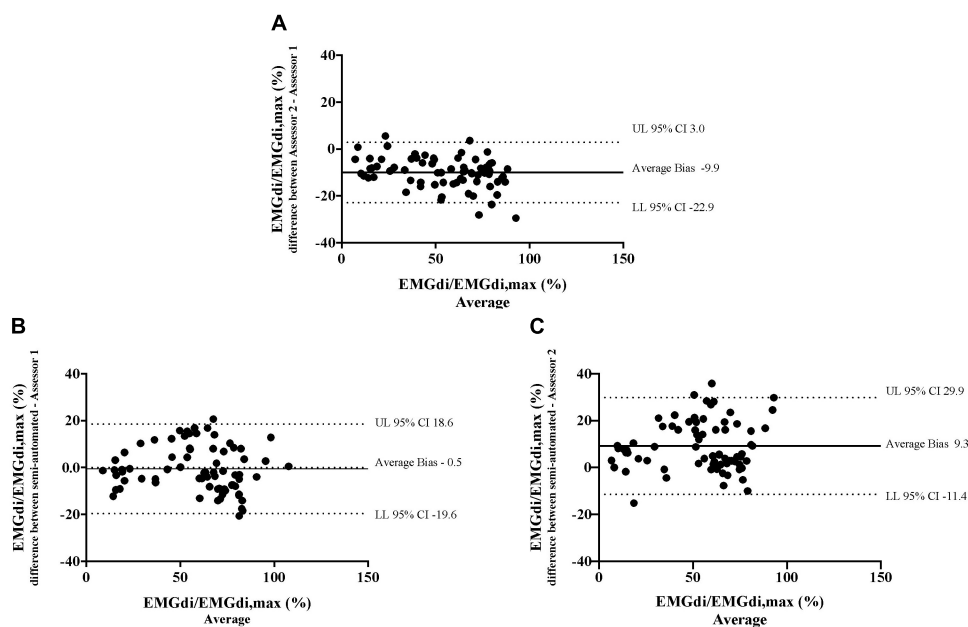 A
EMGdi/EMGdi,max (%)
difference between Assessor 2 - Assessor 1
40
20
0
-20
-40
0 50 100 150
UL 95% CI 3.0
Average Bias -9.9
LL 95% CI -22.9
EMGdi/EMGdi,max (%)
Average
B
EMGdi/EMGdi,max (%)
difference between semi-automated - Assessor 1
40
20
0.0
-20
-40
0 50 100 150
UL 95% CI 18.6
Average Bias - 0.5
LL 95% CI -19.6
EMGdi/EMGdi,max (%)
Average
C
EMGdi/EMGdi,max (%)
difference between semi-automated - Assessor 2
40
20
0
-20
-40
0 50 100 150
UL 95% CI 29.9
Average Bias 9.3
LL 95% CI -11.4
EMGdi/EMGdi,max (%)
Average